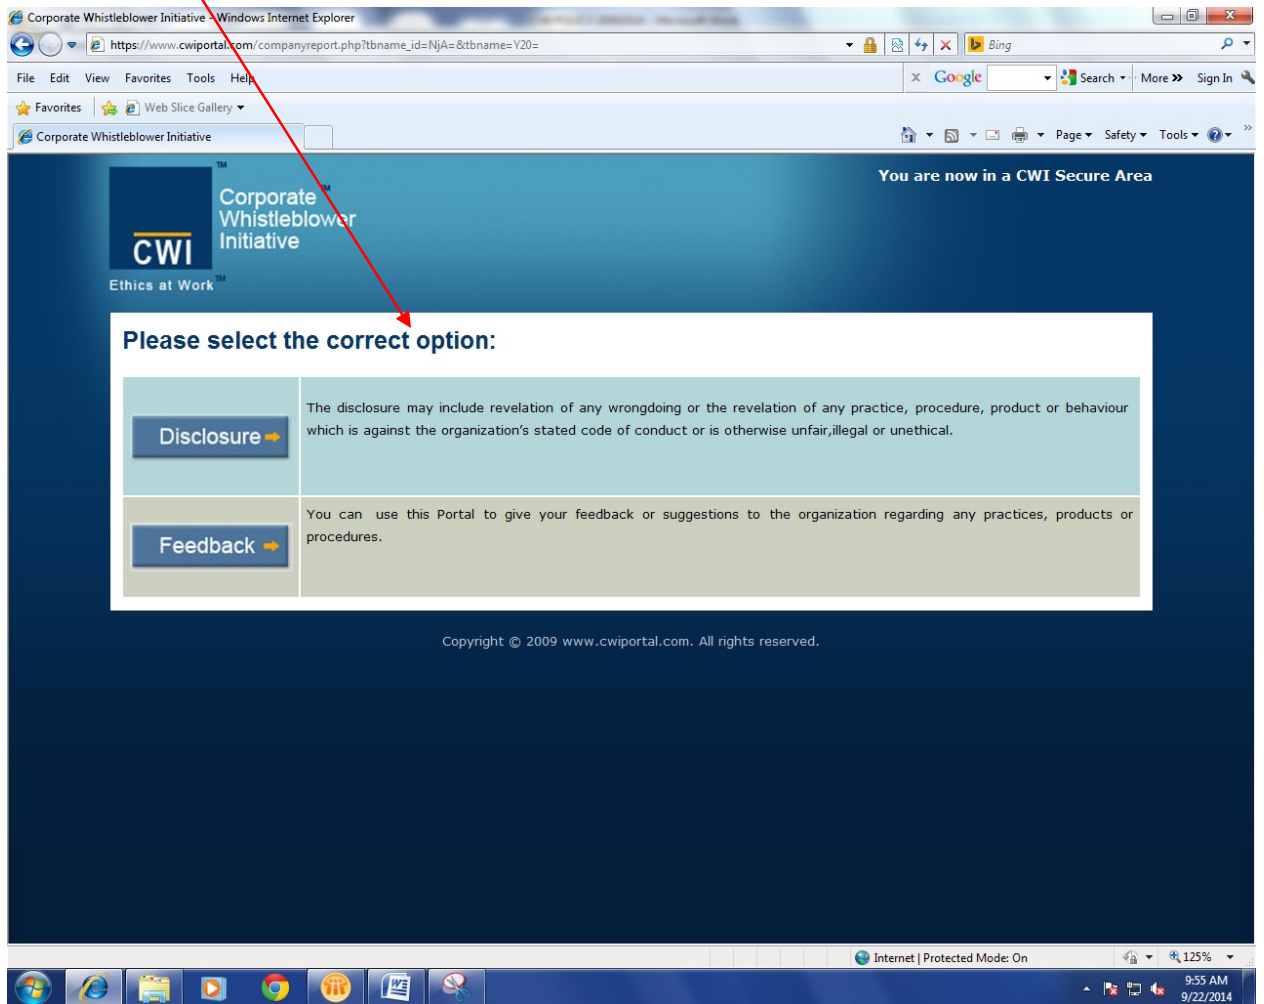 Corporate Whistleblower Initiative - Windows Internet Explorer
https://www.cwiportal.com/companyreport.php?tbname_id=NjA=&tbname=Y20=
Bing
File Edit View Favorites Tools Help
x Google Search More >> Sign In
Favorites Web Slice Gallery
Corporate Whistleblower Initiative
Page Safety Tools
TM
You are now in a CWI Secure Area
Corporate TM
Whistleblower
Initiative
CWI
Ethics at Work TM
Please select the correct option:
The disclosure may include revelation of any wrongdoing or the revelation of any practice, procedure, product or behaviour
Disclosure
which is against the organization's stated code of conduct or is otherwise unfair,illegal or unethical.
You can use this Portal to give your feedback or suggestions to the organization regarding any practices, products or
Feedback
procedures.
Copyright © 2009 www.cwiportal.com. All rights reserved.
Internet | Protected Mode: On
125%
9:55 AM
9/22/2014